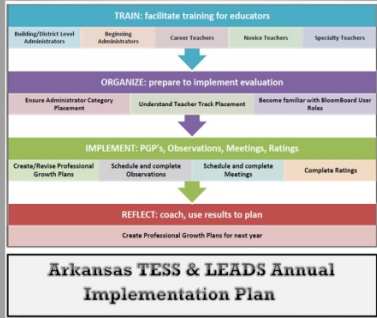 TRAIN: facilitate training for educators
Building/District Level
Administrators
Beginning
Administrators
Career Teachers
Novice Teachers
Specialty Teachers
ORGANIZE: prepare to implement evaluation
Ensure Administrator Category
Placement
Understand Teacher Track Placement
Become familiar with BloomBoard User
Roles
IMPLEMENT: PGP's, Observations, Meetings, Ratings
Create/Revise Professional
Growth Plans
Schedule and complete
Observations
Schedule and complete
Meetings
Complete Ratings
REFLECT: coach, use results to plan
Create Professional Growth Plans for next year
Arkansas TESS & LEADS Annual
Implementation Plan